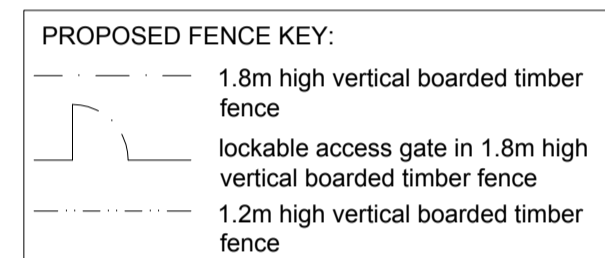 PROPOSED FENCE KEY:
1.8m high vertical boarded timber
fence
lockable access gate in 1.8m high
vertical boarded timber fence
1.2m high vertical boarded timber
fence